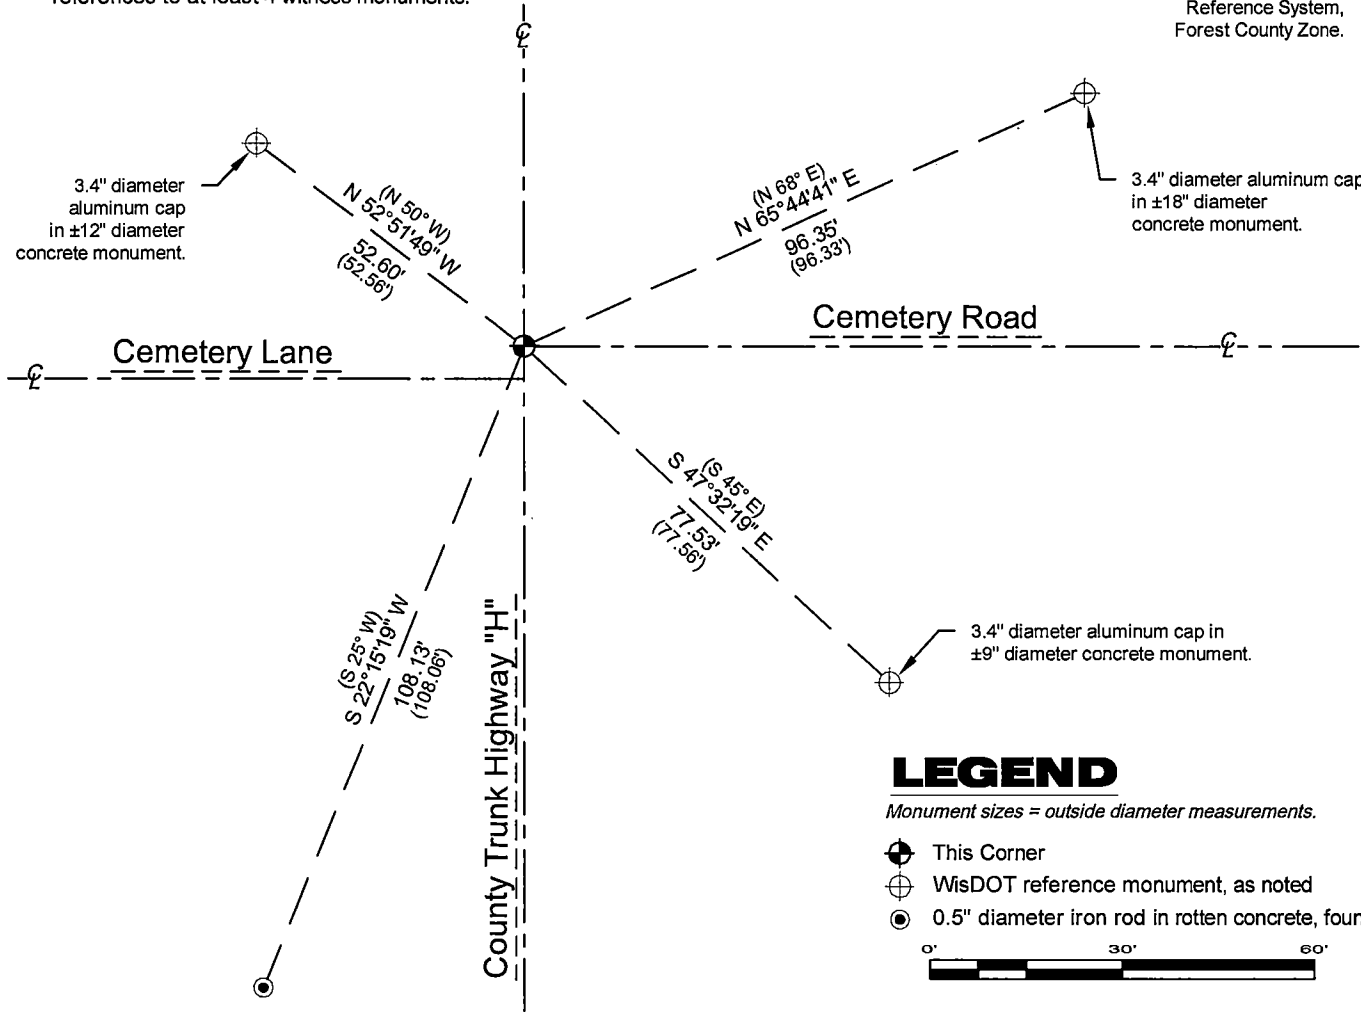 references to at least 4 witness monuments.
Reference System,
Forest County Zone.
℄
3.4" diameter
aluminum cap
in ±12" diameter
concrete monument.
(N 50° W)
N 52°51'49" W
52.60'
(52.56')
(N 68° E)
N 65°44'41" E
96.35'
(96.33')
3.4" diameter aluminum cap
in ±18" diameter
concrete monument.
Cemetery Lane
℄
Cemetery Road
℄
(S 45° E)
S 47°32'19" E
77.53'
(77.56')
(S 25° W)
S 22°15'19" W
108.13'
(108.06')
County Trunk Highway "H"
3.4" diameter aluminum cap in
±9" diameter concrete monument.
LEGEND
Monument sizes = outside diameter measurements.
This Corner
WisDOT reference monument, as noted
0.5" diameter iron rod in rotten concrete,
0' 30' 60'